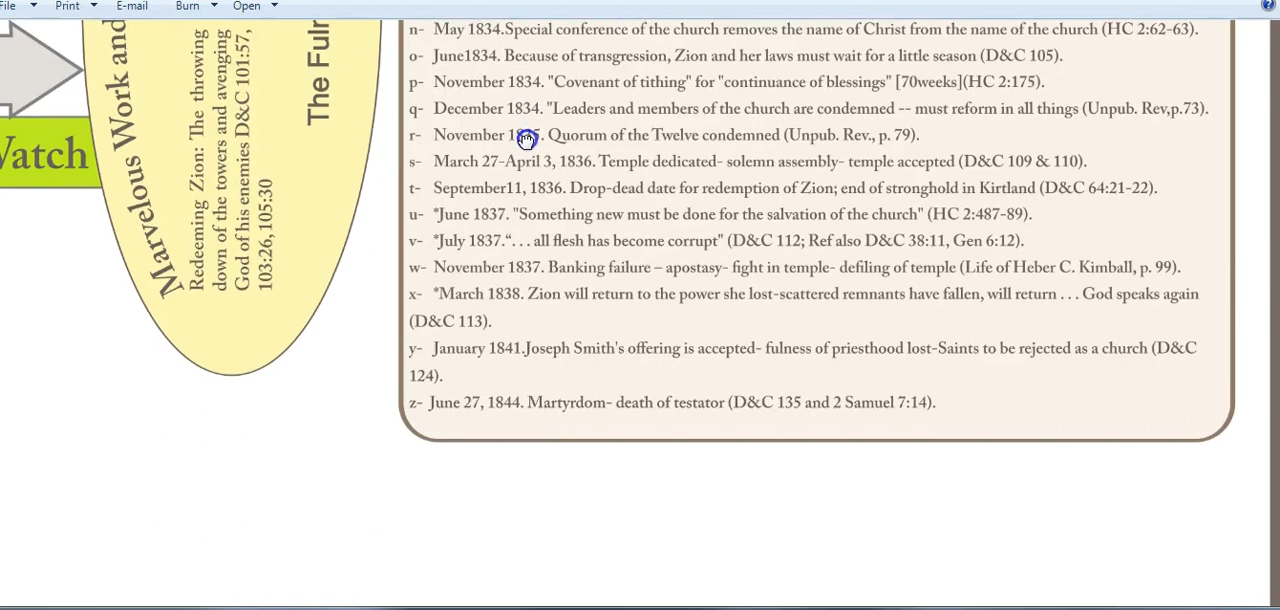 File Print E-mail Burn Open
Watch
Marvelous Work and
Redeeming Zion: The throwing
down of the towers and avenging
God of his enemies D&C 101:57,
103:26, 105:30
The Fulr
n- May 1834.Special conference of the church removes the name of Christ from the name of the church (HC 2:62-63).
o- June1834. Because of transgression, Zion and her laws must wait for a little season (D&C 105).
p- November 1834. "Covenant of tithing" for "continuance of blessings" [70weeks](HC 2:175).
q- December 1834. "Leaders and members of the church are condemned -- must reform in all things (Unpub. Rev,p.73).
r- November Quorum of the Twelve condemned (Unpub. Rev., p. 79).
s- March 27-April 3, 1836. Temple dedicated- solemn assembly- temple accepted (D&C 109 & 110).
t- September11, 1836. Drop-dead date for redemption of Zion; end of stronghold in Kirtland (D&C 64:21-22).
u- *June 1837. "Something new must be done for the salvation of the church" (HC 2:487-89).
v- *July 1837.“. . . all flesh has become corrupt" (D&C 112; Ref also D&C 38:11, Gen 6:12).
w- November 1837. Banking failure – apostasy- fight in temple- defiling of temple (Life of Heber C. Kimball, p. 99).
x- *March 1838. Zion will return to the power she lost-scattered remnants have fallen, will return . . . God speaks again
(D&C 113).
y- January 1841.Joseph Smith's offering is accepted- fulness of priesthood lost-Saints to be rejected as a church (D&C
124).
z- June 27, 1844. Martyrdom- death of testator (D&C 135 and 2 Samuel 7:14).